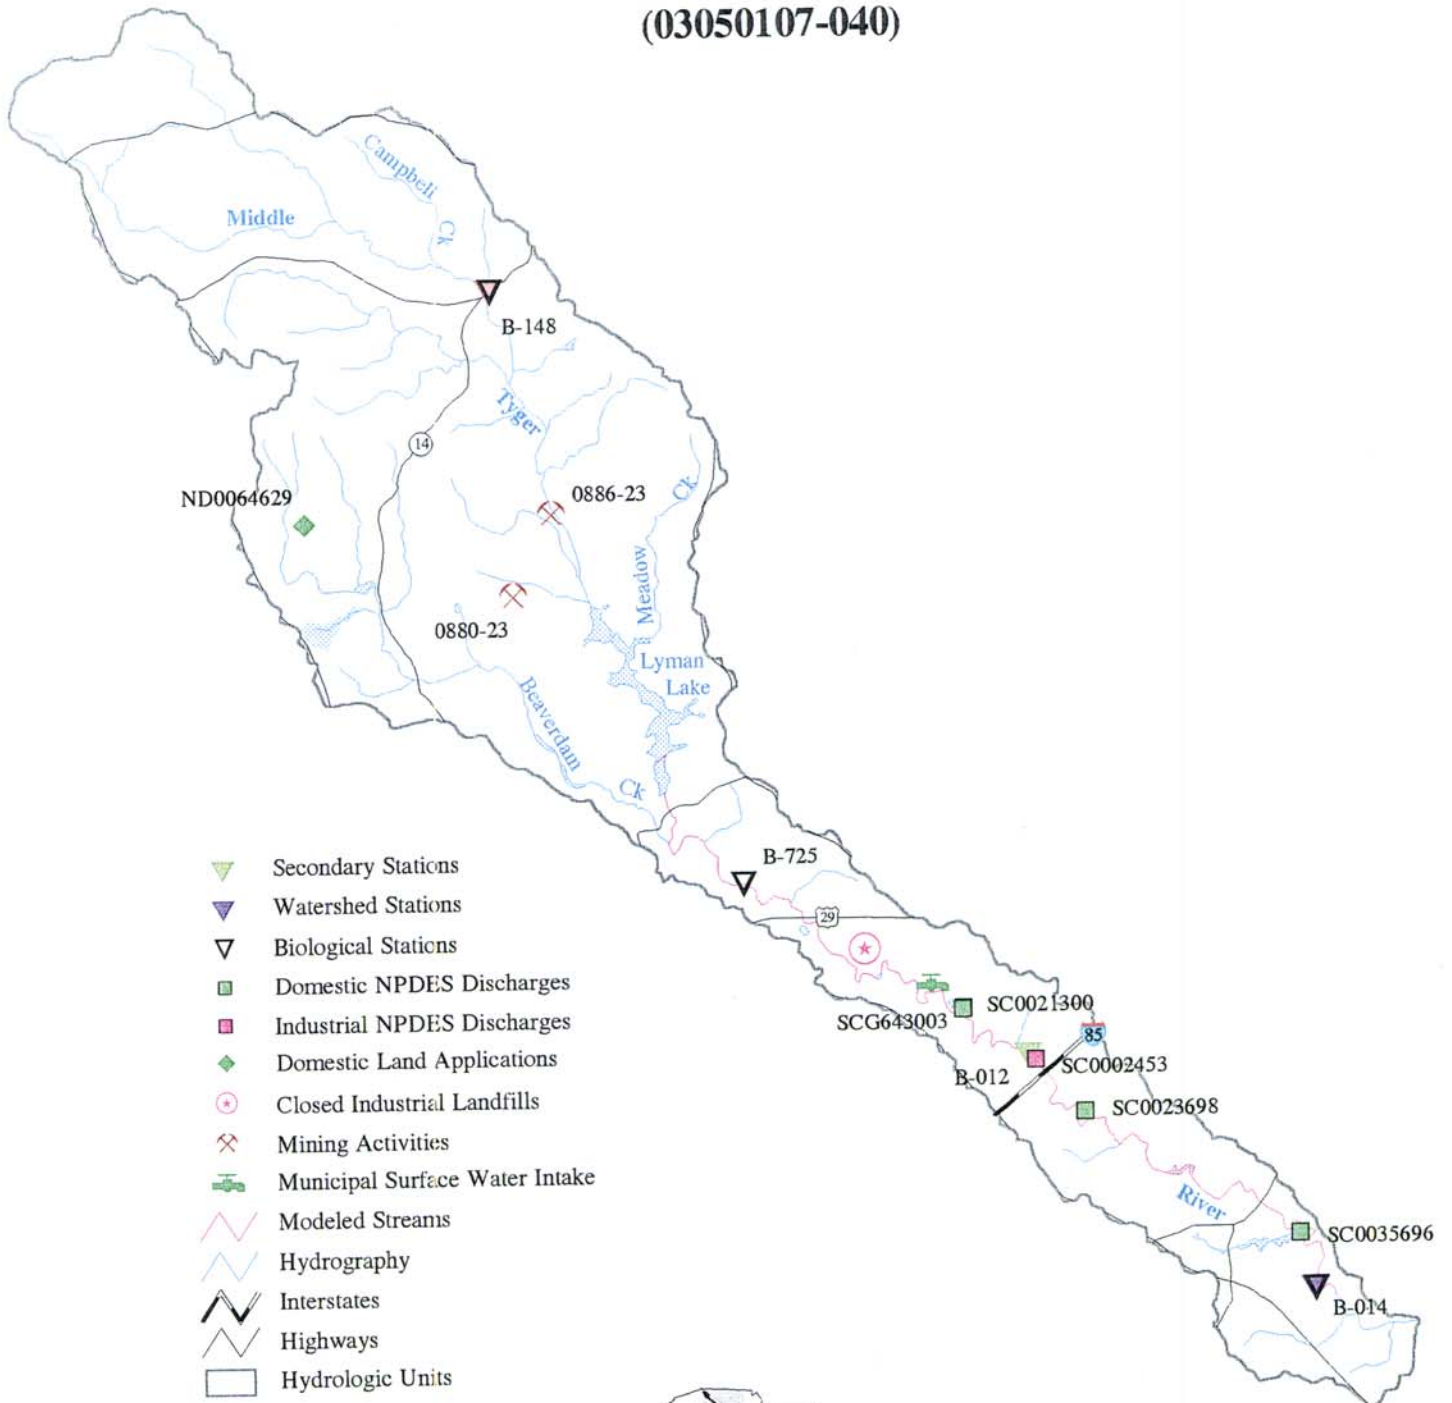 (03050107-040)
Campbell
Ck
Middle
B-148
Tyger
14
ND0064629
0886-23
Ck
Meadow
0880-23
Lyman
Lake
Beaverdam
Ck
B-725
29
SC0021300
SCG643003
85
B-012
SC0002453
SC0023698
River
SC0035696
B-014
Secondary Stations
Watershed Stations
Biological Stations
Domestic NPDES Discharges
Industrial NPDES Discharges
Domestic Land Applications
Closed Industrial Landfills
Mining Activities
Municipal Surface Water Intake
Modeled Streams
Hydrography
Interstates
Highways
Hydrologic Units